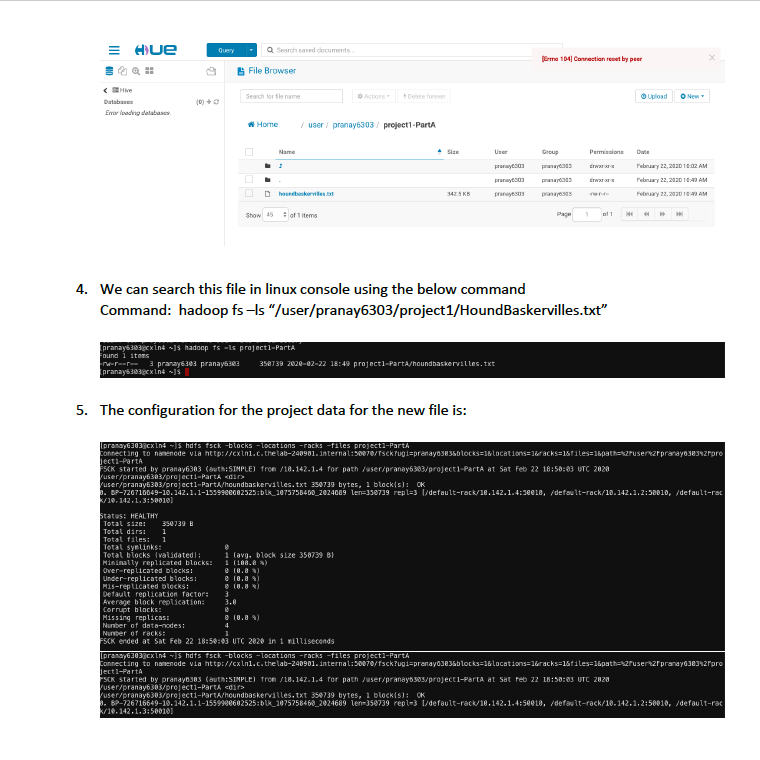 HUE
Query
Search saved documents...
[Errno 104] Connection reset by peer
File Browser
Hive
Databases
(0)
Error loading databases.
Search for file name
Actions
Delete forever
Upload
New
Home / user / pranay6303 / project1-PartA
Name Size User Group Permissions Date
pranay6303 pranay6303 drwxr-xr-x February 22, 2020 10:02 AM
. pranay6303 pranay6303 drwxr-xr-x February 22, 2020 10:49 AM
houndbaskervilles.txt 342.5 KB pranay6303 pranay6303 -rw-r--r-- February 22, 2020 10:49 AM
Show 45 of 1 items
Page 1 of 1
4. We can search this file in linux console using the below command
Command: hadoop fs –ls “/user/pranay6303/project1/HoundBaskervilles.txt”
[pranay6303@cxln4 ~]$ hadoop fs -ls project1-PartA
Found 1 items
-rw-r--r-- 3 pranay6303 pranay6303 350739 2020-02-22 18:49 project1-PartA/houndbaskervilles.txt
[pranay6303@cxln4 ~]$
5. The configuration for the project data for the new file is:
[pranay6303@cxln4 ~]$ hdfs fsck -blocks -locations -racks -files project1-PartA
Connecting to namenode via http://cxln1.c.thelab-240901.internal:50070/fsck?ugi=pranay6303&blocks=1&locations=1&racks=1&files=1&path=%2Fuser%2Fpranay6303%2Fpro
ject1-PartA
FSCK started by pranay6303 (auth:SIMPLE) from /10.142.1.4 for path /user/pranay6303/project1-PartA at Sat Feb 22 18:50:03 UTC 2020
/user/pranay6303/project1-PartA <dir>
/user/pranay6303/project1-PartA/houndbaskervilles.txt 350739 bytes, 1 block(s): OK
0. BP-726716649-10.142.1.1-1559980602525:blk_1075758460_2024689 len=350739 repl=3 [/default-rack/10.142.1.4:50010, /default-rack/10.142.1.2:50010, /default-rac
k/10.142.1.3:50010]
Status: HEALTHY
Total size: 350739 B
Total dirs: 1
Total files: 1
Total symlinks: 0
Total blocks (validated): 1 (avg. block size 350739 B)
Minimally replicated blocks: 1 (100.0 %)
Over-replicated blocks: 0 (0.0 %)
Under-replicated blocks: 0 (0.0 %)
Mis-replicated blocks: 0 (0.0 %)
Default replication factor: 3
Average block replication: 3.0
Corrupt blocks: 0
Missing replicas: 0 (0.0 %)
Number of data-nodes: 4
Number of racks: 1
FSCK ended at Sat Feb 22 18:50:03 UTC 2020 in 1 milliseconds
[pranay6303@cxln4 ~]$ hdfs fsck -blocks -locations -racks -files project1-PartA
Connecting to namenode via http://cxln1.c.thelab-240901.internal:50070/fsck?ugi=pranay6303&blocks=1&locations=1&racks=1&files=1&path=%2Fuser%2Fpranay6303%2Fpro
ject1-PartA
FSCK started by pranay6303 (auth:SIMPLE) from /10.142.1.4 for path /user/pranay6303/project1-PartA at Sat Feb 22 18:50:03 UTC 2020
/user/pranay6303/project1-PartA <dir>
/user/pranay6303/project1-PartA/houndbaskervilles.txt 350739 bytes, 1 block(s): OK
0. BP-726716649-10.142.1.1-1559980602525:blk_1075758460_2024689 len=350739 repl=3 [/default-rack/10.142.1.4:50010, /default-rack/10.142.1.2:50010, /default-rac
k/10.142.1.3:50010]